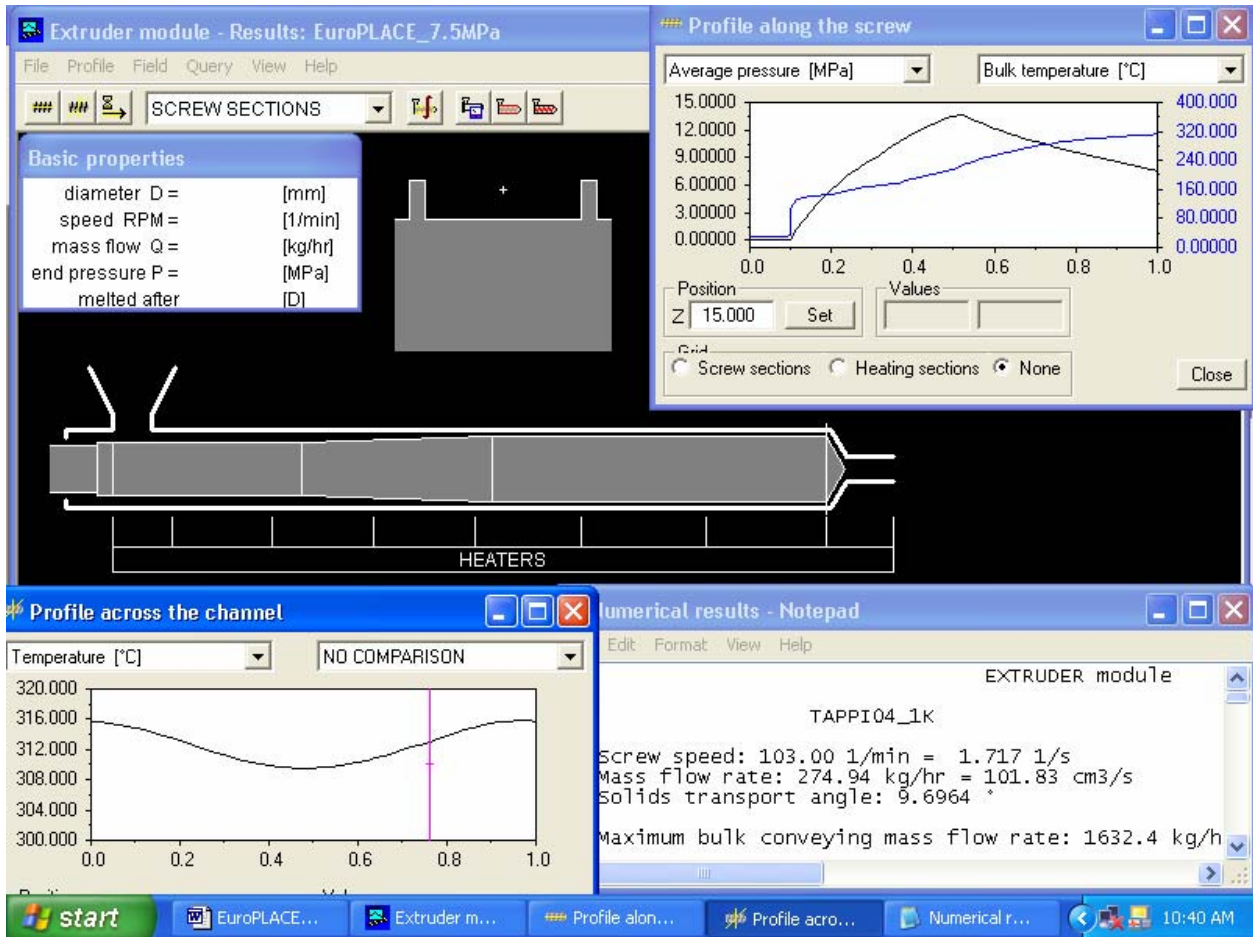 Extruder module - Results: EuroPLACE_7.5MPa
File Profile Field Query View Help
SCREW SECTIONS
Basic properties
diameter D = [mm]
speed RPM = [1/min]
mass flow Q = [kg/hr]
end pressure P = [MPa]
melted after [D]
HEATERS
Profile along the screw
Average pressure [MPa] Bulk temperature [°C]
15.0000 400.000
12.0000 320.000
9.00000 240.000
6.00000 160.000
3.00000 80.0000
0.00000 0.00000
0.0 0.2 0.4 0.6 0.8 1.0
Position Values
Z 15.000 Set
Grid
Screw sections Heating sections None
Close
Profile across the channel
Temperature [°C] NO COMPARISON
320.000
316.000
312.000
308.000
304.000
300.000
0.0 0.2 0.4 0.6 0.8 1.0
umerical results - Notepad
Edit Format View Help
EXTRUDER module
TAPPI04_1K
Screw speed: 103.00 1/min = 1.717 1/s
Mass flow rate: 274.94 kg/hr = 101.83 cm3/s
Solids transport angle: 9.6964 °
Maximum bulk conveying mass flow rate: 1632.4 kg/h
start EuroPLACE... Extruder m... Profile alon... Profile acro... Numerical r... 10:40 AM